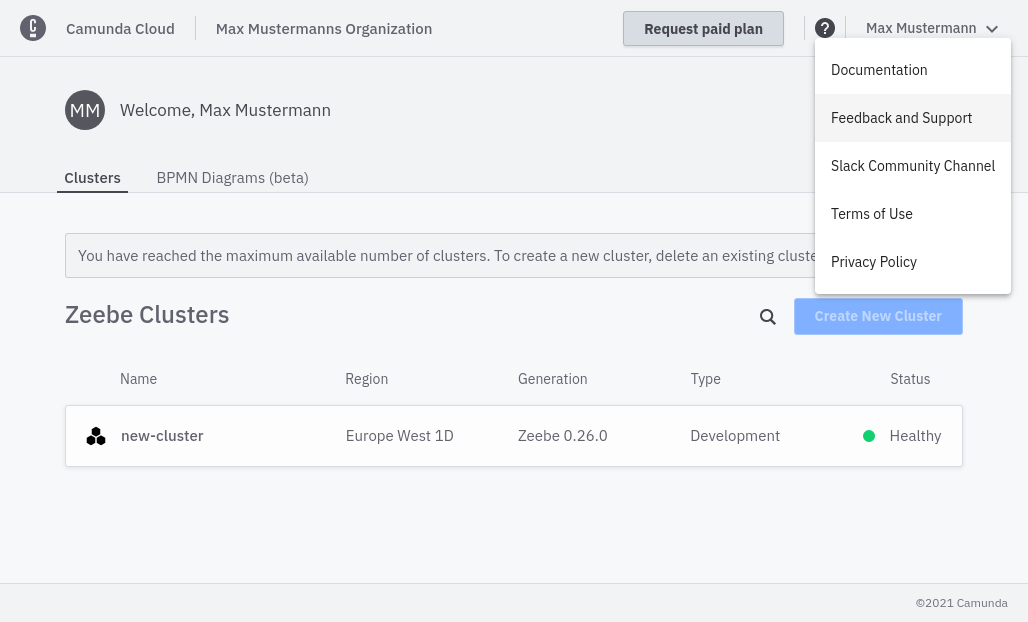 Camunda Cloud
Max Mustermanns Organization
Request paid plan
?
Max Mustermann
Documentation
Feedback and Support
Slack Community Channel
Terms of Use
Privacy Policy
MM
Welcome, Max Mustermann
Clusters
BPMN Diagrams (beta)
You have reached the maximum available number of clusters. To create a new cluster, delete an existing
Zeebe Clusters
Create New Cluster
Name Region Generation Type Status
new-cluster Europe West 1D Zeebe 0.26.0 Development Healthy
©2021 Camunda